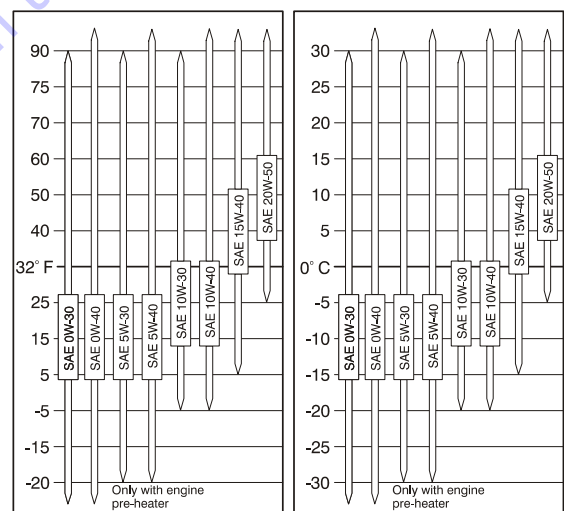 90
75
70
60
50
40
32° F
25
15
5
-5
-15
-20
SAE 0W-30
SAE 0W-40
SAE 5W-30
SAE 5W-40
SAE 10W-30
SAE 10W-40
SAE 15W-40
SAE 20W-50
Only with engine
pre-heater
30
25
20
15
10
5
0° C
-5
-10
-15
-20
-25
-30
SAE 0W-30
SAE 0W-40
SAE 5W-30
SAE 5W-40
SAE 10W-30
SAE 10W-40
SAE 15W-40
SAE 20W-50
Only with engine
pre-heater